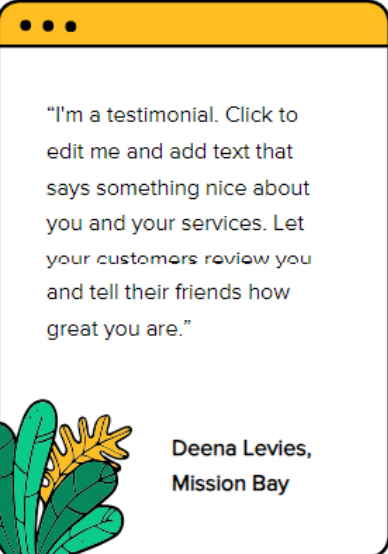 “I'm a testimonial. Click to
edit me and add text that
says something nice about
you and your services. Let
your customers review you
and tell their friends how
great you are.”
Deena Levies,
Mission Bay